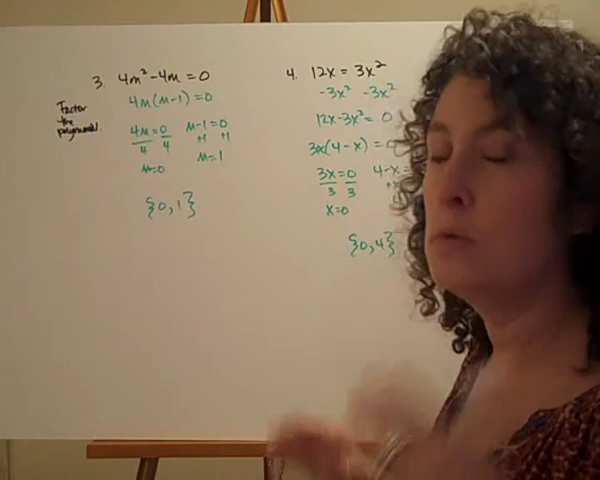 3. 4m² - 4m = 0
Factor
the
polynomial.
4m(m-1) = 0
4m = 0 m-1 = 0
4 4 +1 +1
m=0 m=1
{0,1}
4. 12x = 3x²
-3x² -3x²
12x-3x² = 0
3x(4-x) = 0
3x = 0 4-x
3 3 +x
x=0
{0,4}